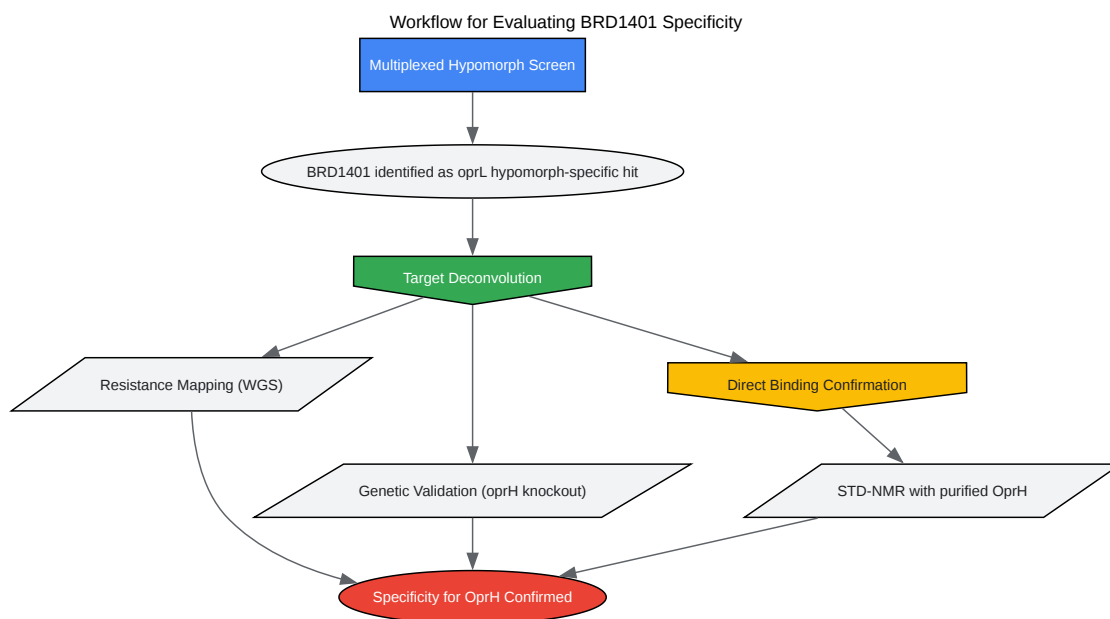 Workflow for Evaluating BRD1401 Specificity
Multiplexed Hypomorph Screen
BRD1401 identified as oprL hypomorph-specific hit
Target Deconvolution
Resistance Mapping (WGS)
Direct Binding Confirmation
Genetic Validation (oprH knockout)
STD-NMR with purified OprH
Specificity for OprH Confirmed